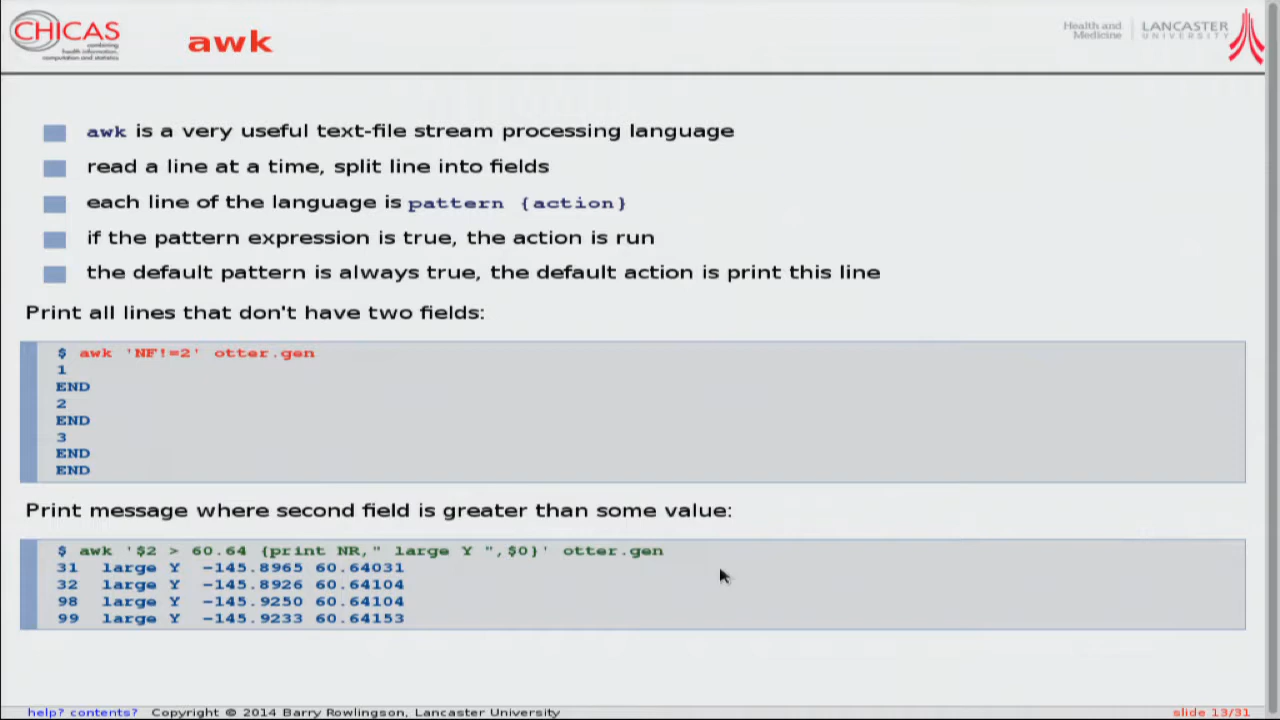 CHICAS
combining
health information,
computation and statistics
awk
Health and
Medicine
LANCASTER
UNIVERSITY
awk is a very useful text-file stream processing language
read a line at a time, split line into fields
each line of the language is pattern {action}
if the pattern expression is true, the action is run
the default pattern is always true, the default action is print this line
Print all lines that don't have two fields:
$ awk 'NF!=2' otter.gen
1
END
2
END
3
END
END
Print message where second field is greater than some value:
$ awk '$2 > 60.64 {print NR," large Y ",$0}' otter.gen
31  large Y  -145.8965 60.64031
32  large Y  -145.8926 60.64104
98  large Y  -145.9250 60.64104
99  large Y  -145.9233 60.64153
help? contents? Copyright © 2014 Barry Rowlingson, Lancaster University
slide 13/31